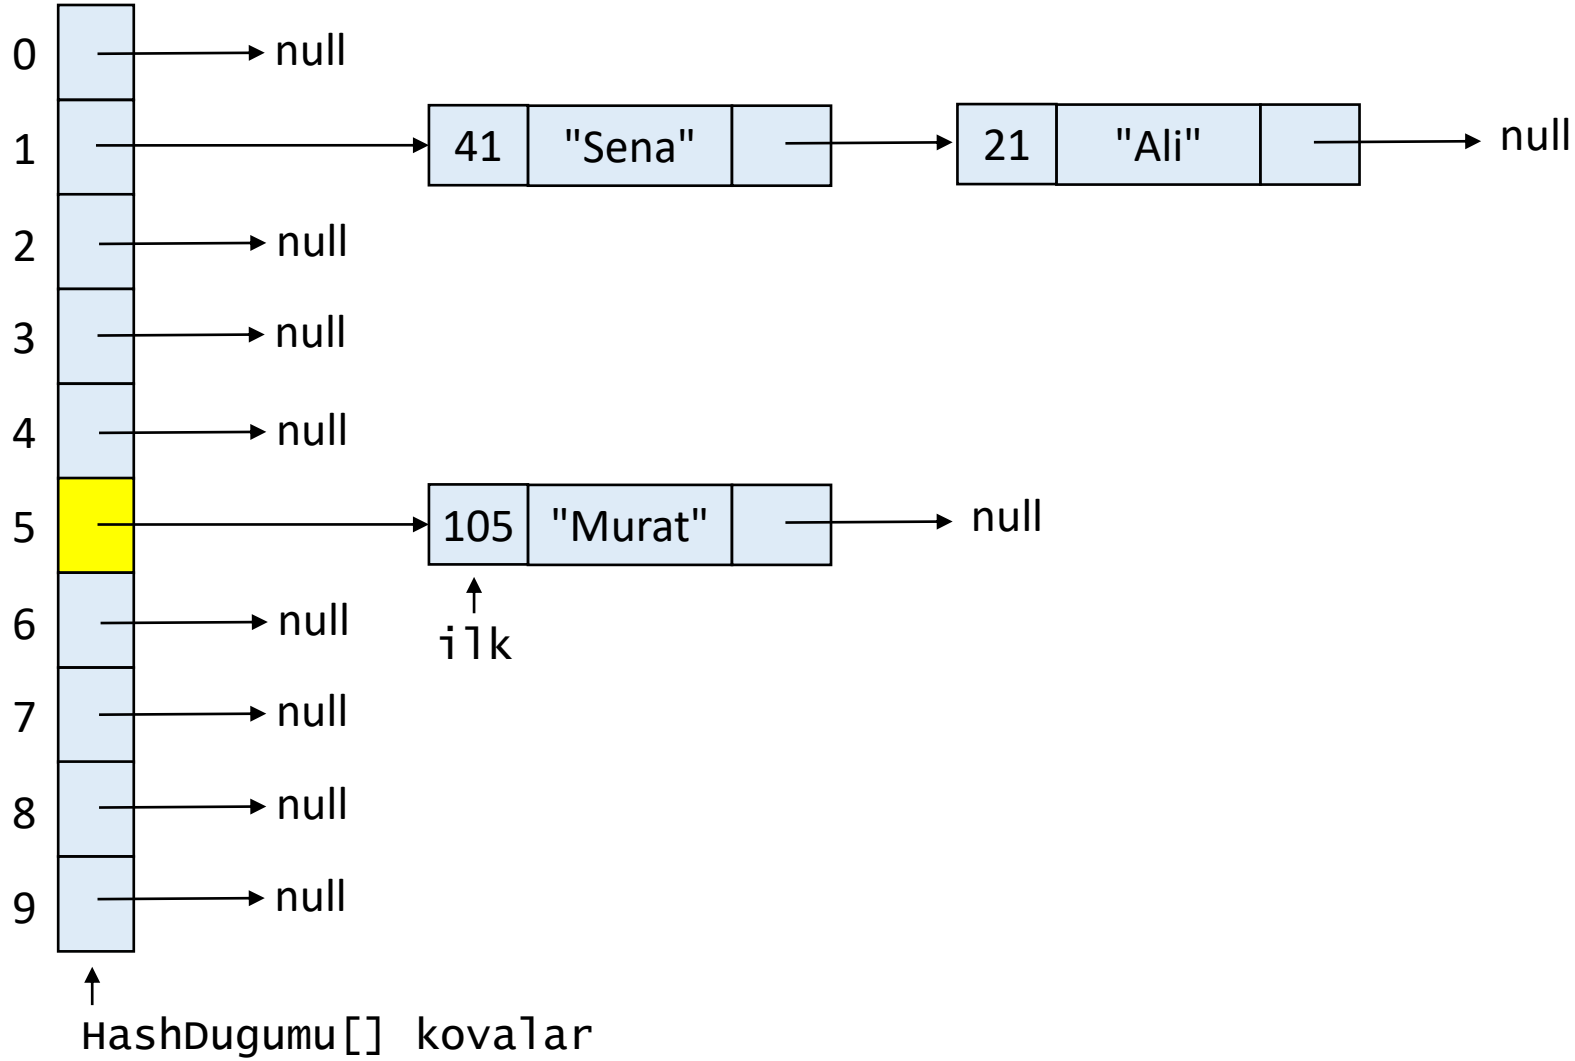 0 null
1 41 "Sena" 21 "Ali" null
2 null
3 null
4 null
5 105 "Murat" null
ilk
6 null
7 null
8 null
9 null
HashDugumu[] kovalar